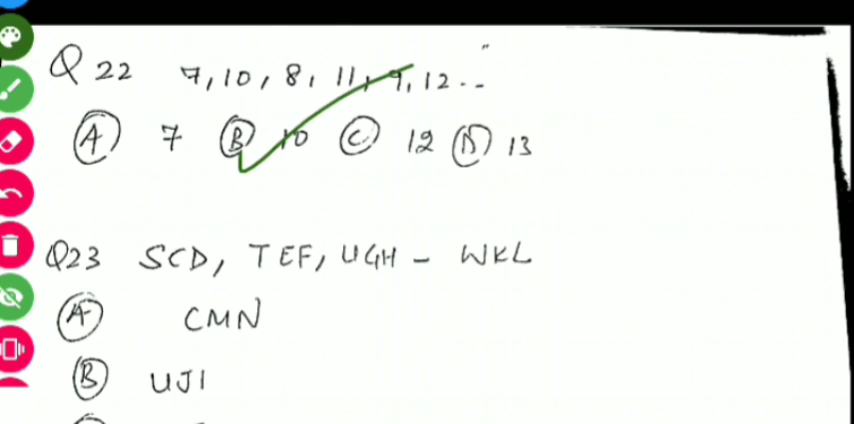 Q 22 7, 10, 8, 11, 9, 12 . . -
(A) 7 (B) 10 (C) 12 (D) 13
Q23 SCD, TEF, UGH - WKL
(A) CMN
(B) UJI